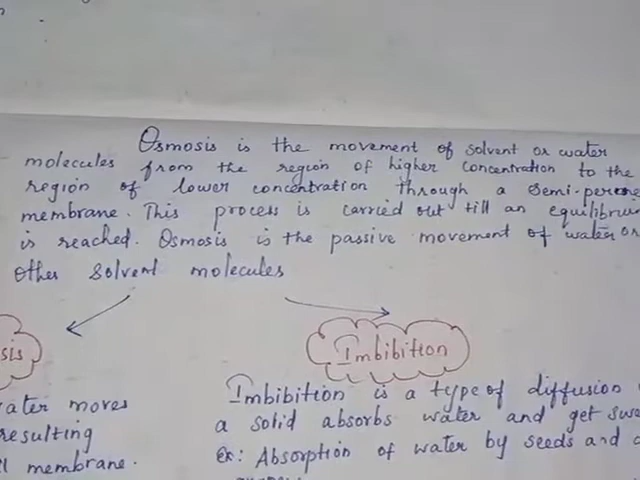 Osmosis is the movement of solvent or water
molecules from the region of higher concentration to the
region of lower concentration through a semi-perme
membrane. This process is carried out till an equilibriu
is reached. Osmosis is the passive movement of water or
other solvent molecules
sis
Imbibition
ater moves
resulting
membrane.
Imbibition is a type of diffusion
a solid absorbs water and get swe
Ex: Absorption of water by seeds and d